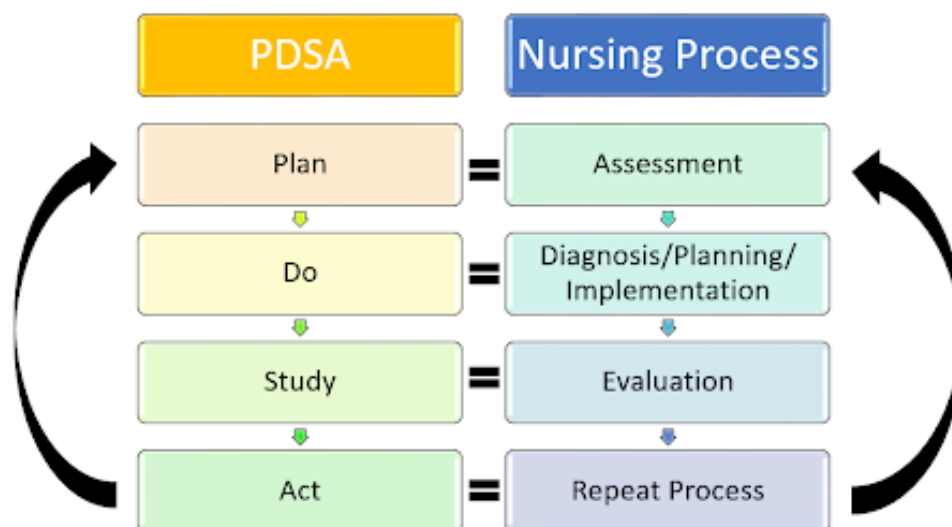 PDSA
Nursing Process
Plan
=
Assessment
Do
=
Diagnosis/Planning/
Implementation
Study
=
Evaluation
Act
=
Repeat Process